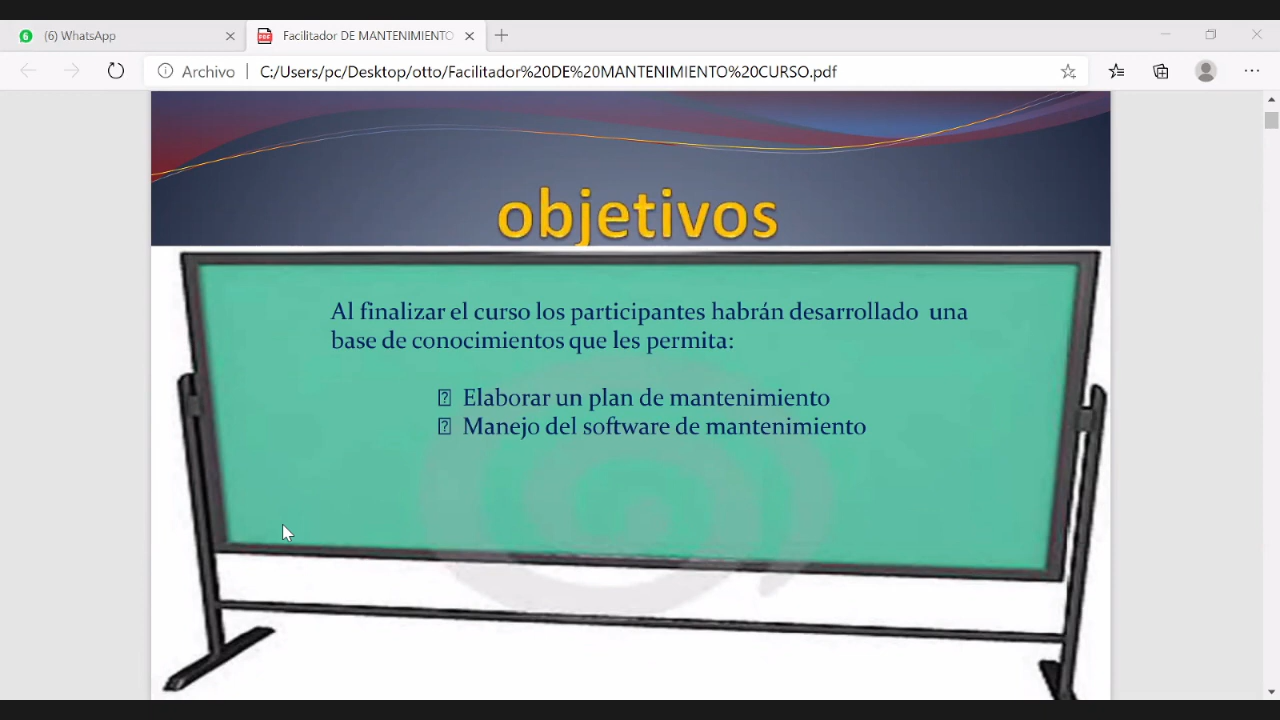 (6) WhatsApp
Facilitador DE MANTENIMIENTO
Archivo
C:/Users/pc/Desktop/otto/Facilitador%20DE%20MANTENIMIENTO%20CURSO.pdf
objetivos
Al finalizar el curso los participantes habrán desarrollado una
base de conocimientos que les permita:
Elaborar un plan de mantenimiento
Manejo del software de mantenimiento